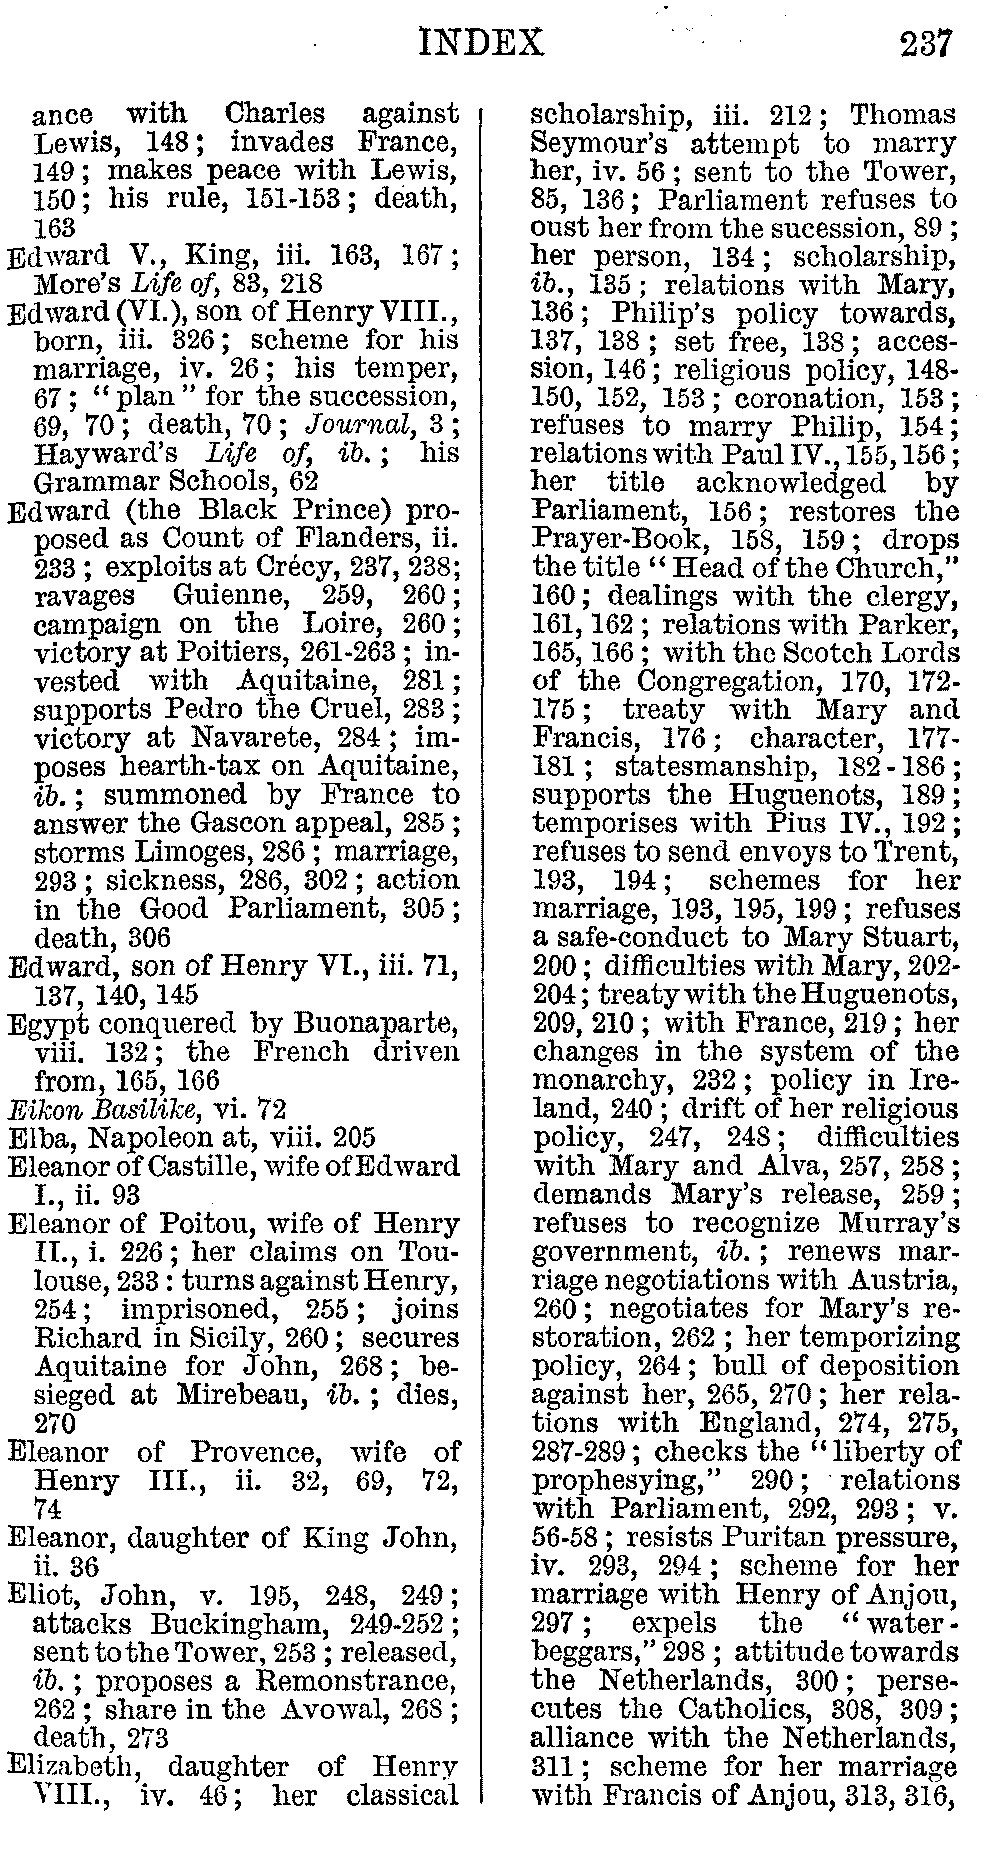 INDEX 237
ance with Charles against
Lewis, 148; invades France,
149; makes peace with Lewis,
150; his rule, 151-153; death,
163
Edward V., King, iii. 163, 167;
More's Life of, 83, 218
Edward (VI.), son of Henry VIII.,
born, iii. 326; scheme for his
marriage, iv. 26; his temper,
67; "plan" for the succession,
69, 70; death, 70; Journal, 3;
Hayward's Life of, ib.; his
Grammar Schools, 62
Edward (the Black Prince) pro-
posed as Count of Flanders, ii.
233; exploits at Crécy, 237, 238;
ravages Guienne, 259, 260;
campaign on the Loire, 260;
victory at Poitiers, 261-263; in-
vested with Aquitaine, 281;
supports Pedro the Cruel, 283;
victory at Navarete, 284; im-
poses hearth-tax on Aquitaine,
ib.; summoned by France to
answer the Gascon appeal, 285;
storms Limoges, 286; marriage,
293; sickness, 286, 302; action
in the Good Parliament, 305;
death, 306
Edward, son of Henry VI., iii. 71,
137, 140, 145
Egypt conquered by Buonaparte,
viii. 132; the French driven
from, 165, 166
Eikon Basilike, vi. 72
Elba, Napoleon at, viii. 205
Eleanor of Castille, wife of Edward
I., ii. 93
Eleanor of Poitou, wife of Henry
II., i. 226; her claims on Tou-
louse, 233: turns against Henry,
254; imprisoned, 255; joins
Richard in Sicily, 260; secures
Aquitaine for John, 268; be-
sieged at Mirebeau, ib.; dies,
270
Eleanor of Provence, wife of
Henry III., ii. 32, 69, 72,
74
Eleanor, daughter of King John,
ii. 36
Eliot, John, v. 195, 248, 249;
attacks Buckingham, 249-252;
sent to the Tower, 253; released,
ib.; proposes a Remonstrance,
262; share in the Avowal, 268;
death, 273
Elizabeth, daughter of Henry
VIII., iv. 46; her classical
scholarship, iii. 212; Thomas
Seymour's attempt to marry
her, iv. 56; sent to the Tower,
85, 136; Parliament refuses to
oust her from the sucession, 89;
her person, 134; scholarship,
ib., 135; relations with Mary,
136; Philip's policy towards,
137, 138; set free, 138; acces-
sion, 146; religious policy, 148-
150, 152, 153; coronation, 153;
refuses to marry Philip, 154;
relations with Paul IV., 155, 156;
her title acknowledged by
Parliament, 156; restores the
Prayer-Book, 158, 159; drops
the title "Head of the Church,"
160; dealings with the clergy,
161, 162; relations with Parker,
165, 166; with the Scotch Lords
of the Congregation, 170, 172-
175; treaty with Mary and
Francis, 176; character, 177-
181; statesmanship, 182-186;
supports the Huguenots, 189;
temporises with Pius IV., 192;
refuses to send envoys to Trent,
193, 194; schemes for her
marriage, 193, 195, 199; refuses
a safe-conduct to Mary Stuart,
200; difficulties with Mary, 202-
204; treaty with the Huguenots,
209, 210; with France, 219; her
changes in the system of the
monarchy, 232; policy in Ire-
land, 240; drift of her religious
policy, 247, 248; difficulties
with Mary and Alva, 257, 258;
demands Mary's release, 259;
refuses to recognize Murray's
government, ib.; renews mar-
riage negotiations with Austria,
260; negotiates for Mary's re-
storation, 262; her temporizing
policy, 264; bull of deposition
against her, 265, 270; her rela-
tions with England, 274, 275,
287-289; checks the "liberty of
prophesying," 290; relations
with Parliament, 292, 293; v.
56-58; resists Puritan pressure,
iv. 293, 294; scheme for her
marriage with Henry of Anjou,
297; expels the "water-
beggars," 298; attitude towards
the Netherlands, 300; perse-
cutes the Catholics, 308, 309;
alliance with the Netherlands,
311; scheme for her marriage
with Francis of Anjou, 313, 316,